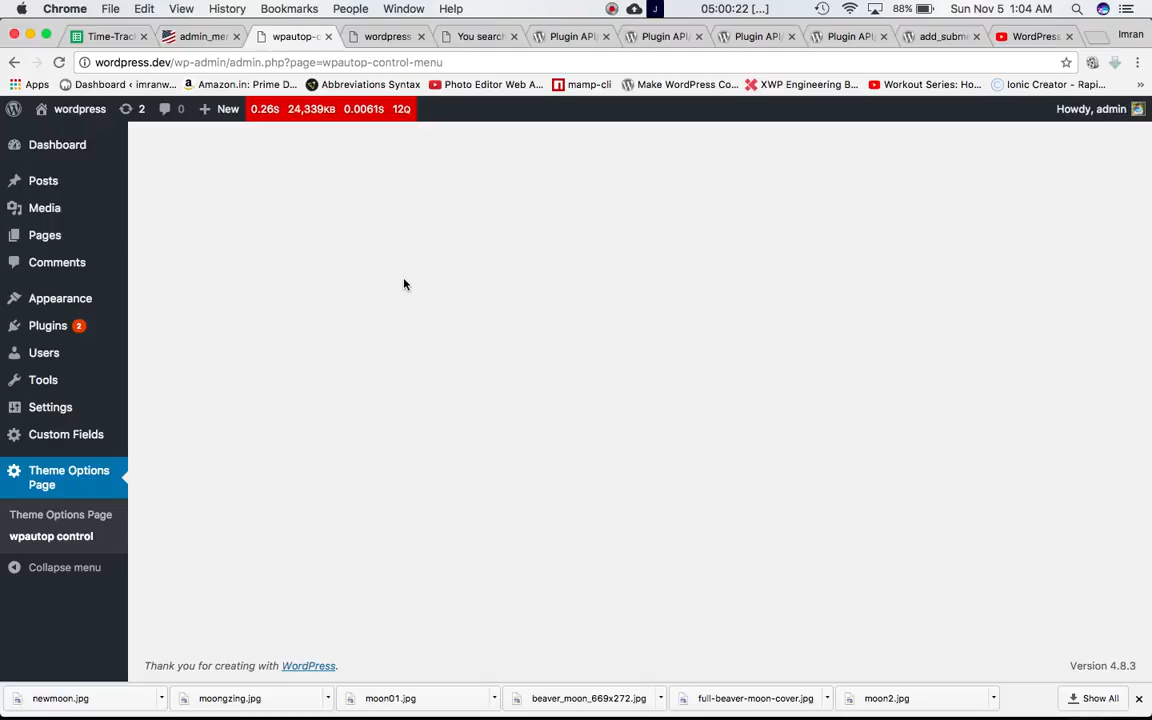 Chrome File Edit View History Bookmarks People Window Help J 05:00:22 [...] 88% Sun Nov 5 1:04 AM
Time-Track admin_me wpautop-c wordpress You search Plugin API/ Plugin API/ Plugin API/ Plugin API/ add_subme WordPress Imran
wordpress.dev/wp-admin/admin.php?page=wpautop-control-menu
Apps Dashboard ‹ imranw... Amazon.in: Prime D... Abbreviations Syntax Photo Editor Web A... mamp-cli Make WordPress Co... XWP Engineering B... Workout Series: Ho... Ionic Creator - Rapi... »
wordpress 2 0 New 0.26S 24,339KB 0.0061S 12Q Howdy, admin
Dashboard
Posts
Media
Pages
Comments
Appearance
Plugins 2
Users
Tools
Settings
Custom Fields
Theme Options
Page
Theme Options Page
wpautop control
Collapse menu
Thank you for creating with WordPress. Version 4.8.3
newmoon.jpg moongzing.jpg moon01.jpg beaver_moon_669x272.jpg full-beaver-moon-cover.jpg moon2.jpg Show All